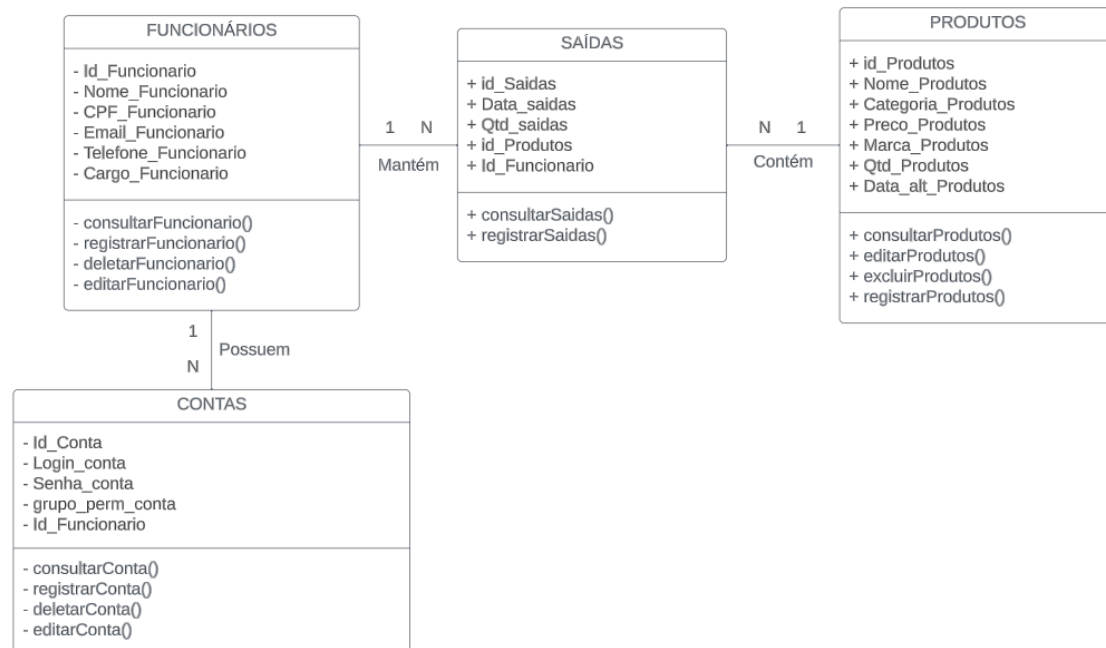 FUNCIONÁRIOS
- Id_Funcionario
- Nome_Funcionario
- CPF_Funcionario
- Email_Funcionario
- Telefone_Funcionario
- Cargo_Funcionario
- consultarFuncionario()
- registrarFuncionario()
- deletarFuncionario()
- editarFuncionario()
1 N
Mantém
SAÍDAS
+ id_Saidas
+ Data_saidas
+ Qtd_saidas
+ id_Produtos
+ Id_Funcionario
+ consultarSaidas()
+ registrarSaidas()
N 1
Contém
PRODUTOS
+ id_Produtos
+ Nome_Produtos
+ Categoria_Produtos
+ Preco_Produtos
+ Marca_Produtos
+ Qtd_Produtos
+ Data_alt_Produtos
+ consultarProdutos()
+ editarProdutos()
+ excluirProdutos()
+ registrarProdutos()
1
Possuem
N
CONTAS
- Id_Conta
- Login_conta
- Senha_conta
- grupo_perm_conta
- Id_Funcionario
- consultarConta()
- registrarConta()
- deletarConta()
- editarConta()